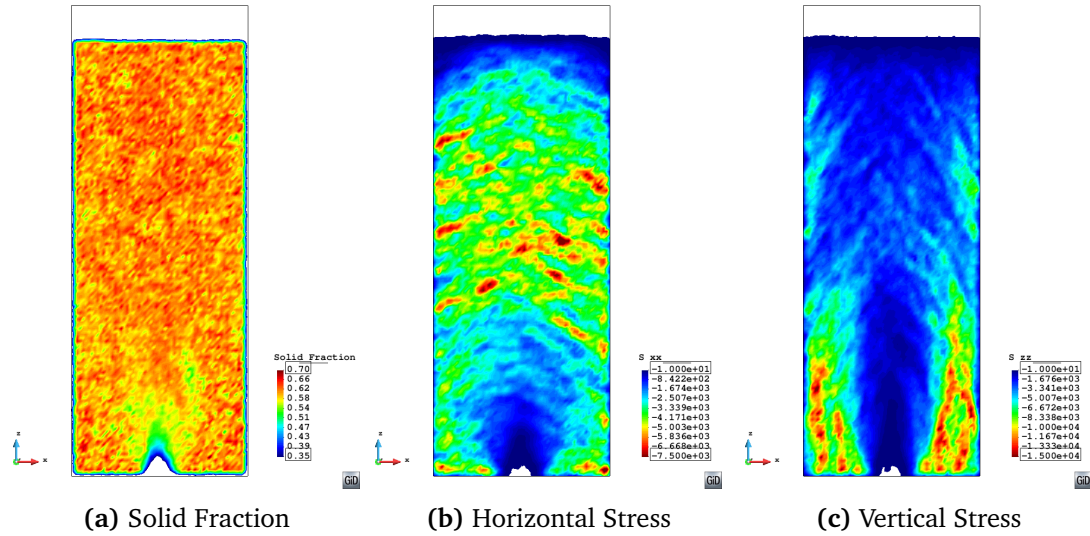 Solid Fraction
0.70
0.66
0.62
0.58
0.54
0.51
0.47
0.43
0.39
0.35
z
x
GiD
(a) Solid Fraction
S xx
-1.000e+01
-8.422e+02
-1.674e+03
-2.507e+03
-3.339e+03
-4.171e+03
-5.003e+03
-5.836e+03
-6.668e+03
-7.500e+03
z
x
GiD
(b) Horizontal Stress
S zz
-1.000e+01
-1.676e+03
-3.341e+03
-5.007e+03
-6.672e+03
-8.338e+03
-1.000e+04
-1.167e+04
-1.333e+04
-1.500e+04
z
x
GiD
(c) Vertical Stress